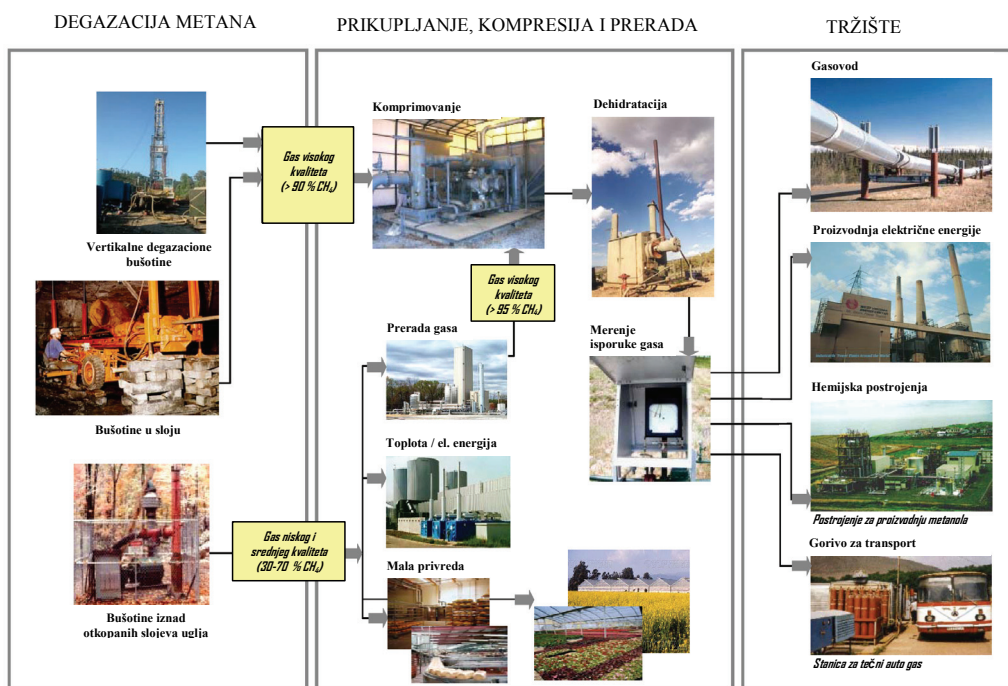 DEGAZACIJA METANA
PRIKUPLJANJE, KOMPRESIJA I PRERADA
TRŽIŠTE
Vertikalne degazacione
bušotine
Bušotine u sloju
Bušotine iznad
otkopanih slojeva uglja
Gas visokog
kvaliteta
(> 90 % CH₄)
Gas niskog i
srednjeg kvaliteta
(30-70 % CH₄)
Komprimovanje
Dehidratacija
Gas visokog
kvaliteta
(> 95 % CH₄)
Prerada gasa
Merenje
isporuke gasa
Toplota / el. energija
Mala privreda
Gasovod
Proizvodnja električne energije
Hemijska postrojenja
Postrojenje za proizvodnju metanola
Gorivo za transport
Stanica za tečni auto gas